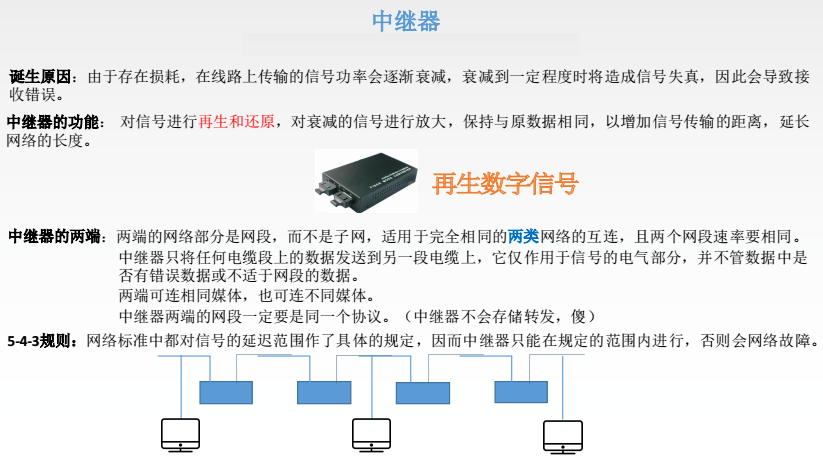 中继器
诞生原因：由于存在损耗，在线路上传输的信号功率会逐渐衰减，衰减到一定程度时将造成信号失真，因此会导致接
收错误。
中继器的功能： 对信号进行再生和还原，对衰减的信号进行放大，保持与原数据相同，以增加信号传输的距离，延长
网络的长度。
再生数字信号
中继器的两端：两端的网络部分是网段，而不是子网，适用于完全相同的两类网络的互连，且两个网段速率要相同。
中继器只将任何电缆段上的数据发送到另一段电缆上，它仅作用于信号的电气部分，并不管数据中是
否有错误数据或不适于网段的数据。
两端可连相同媒体，也可连不同媒体。
中继器两端的网段一定要是同一个协议。（中继器不会存储转发，傻）
5-4-3规则：网络标准中都对信号的延迟范围作了具体的规定，因而中继器只能在规定的范围内进行，否则会网络故障。